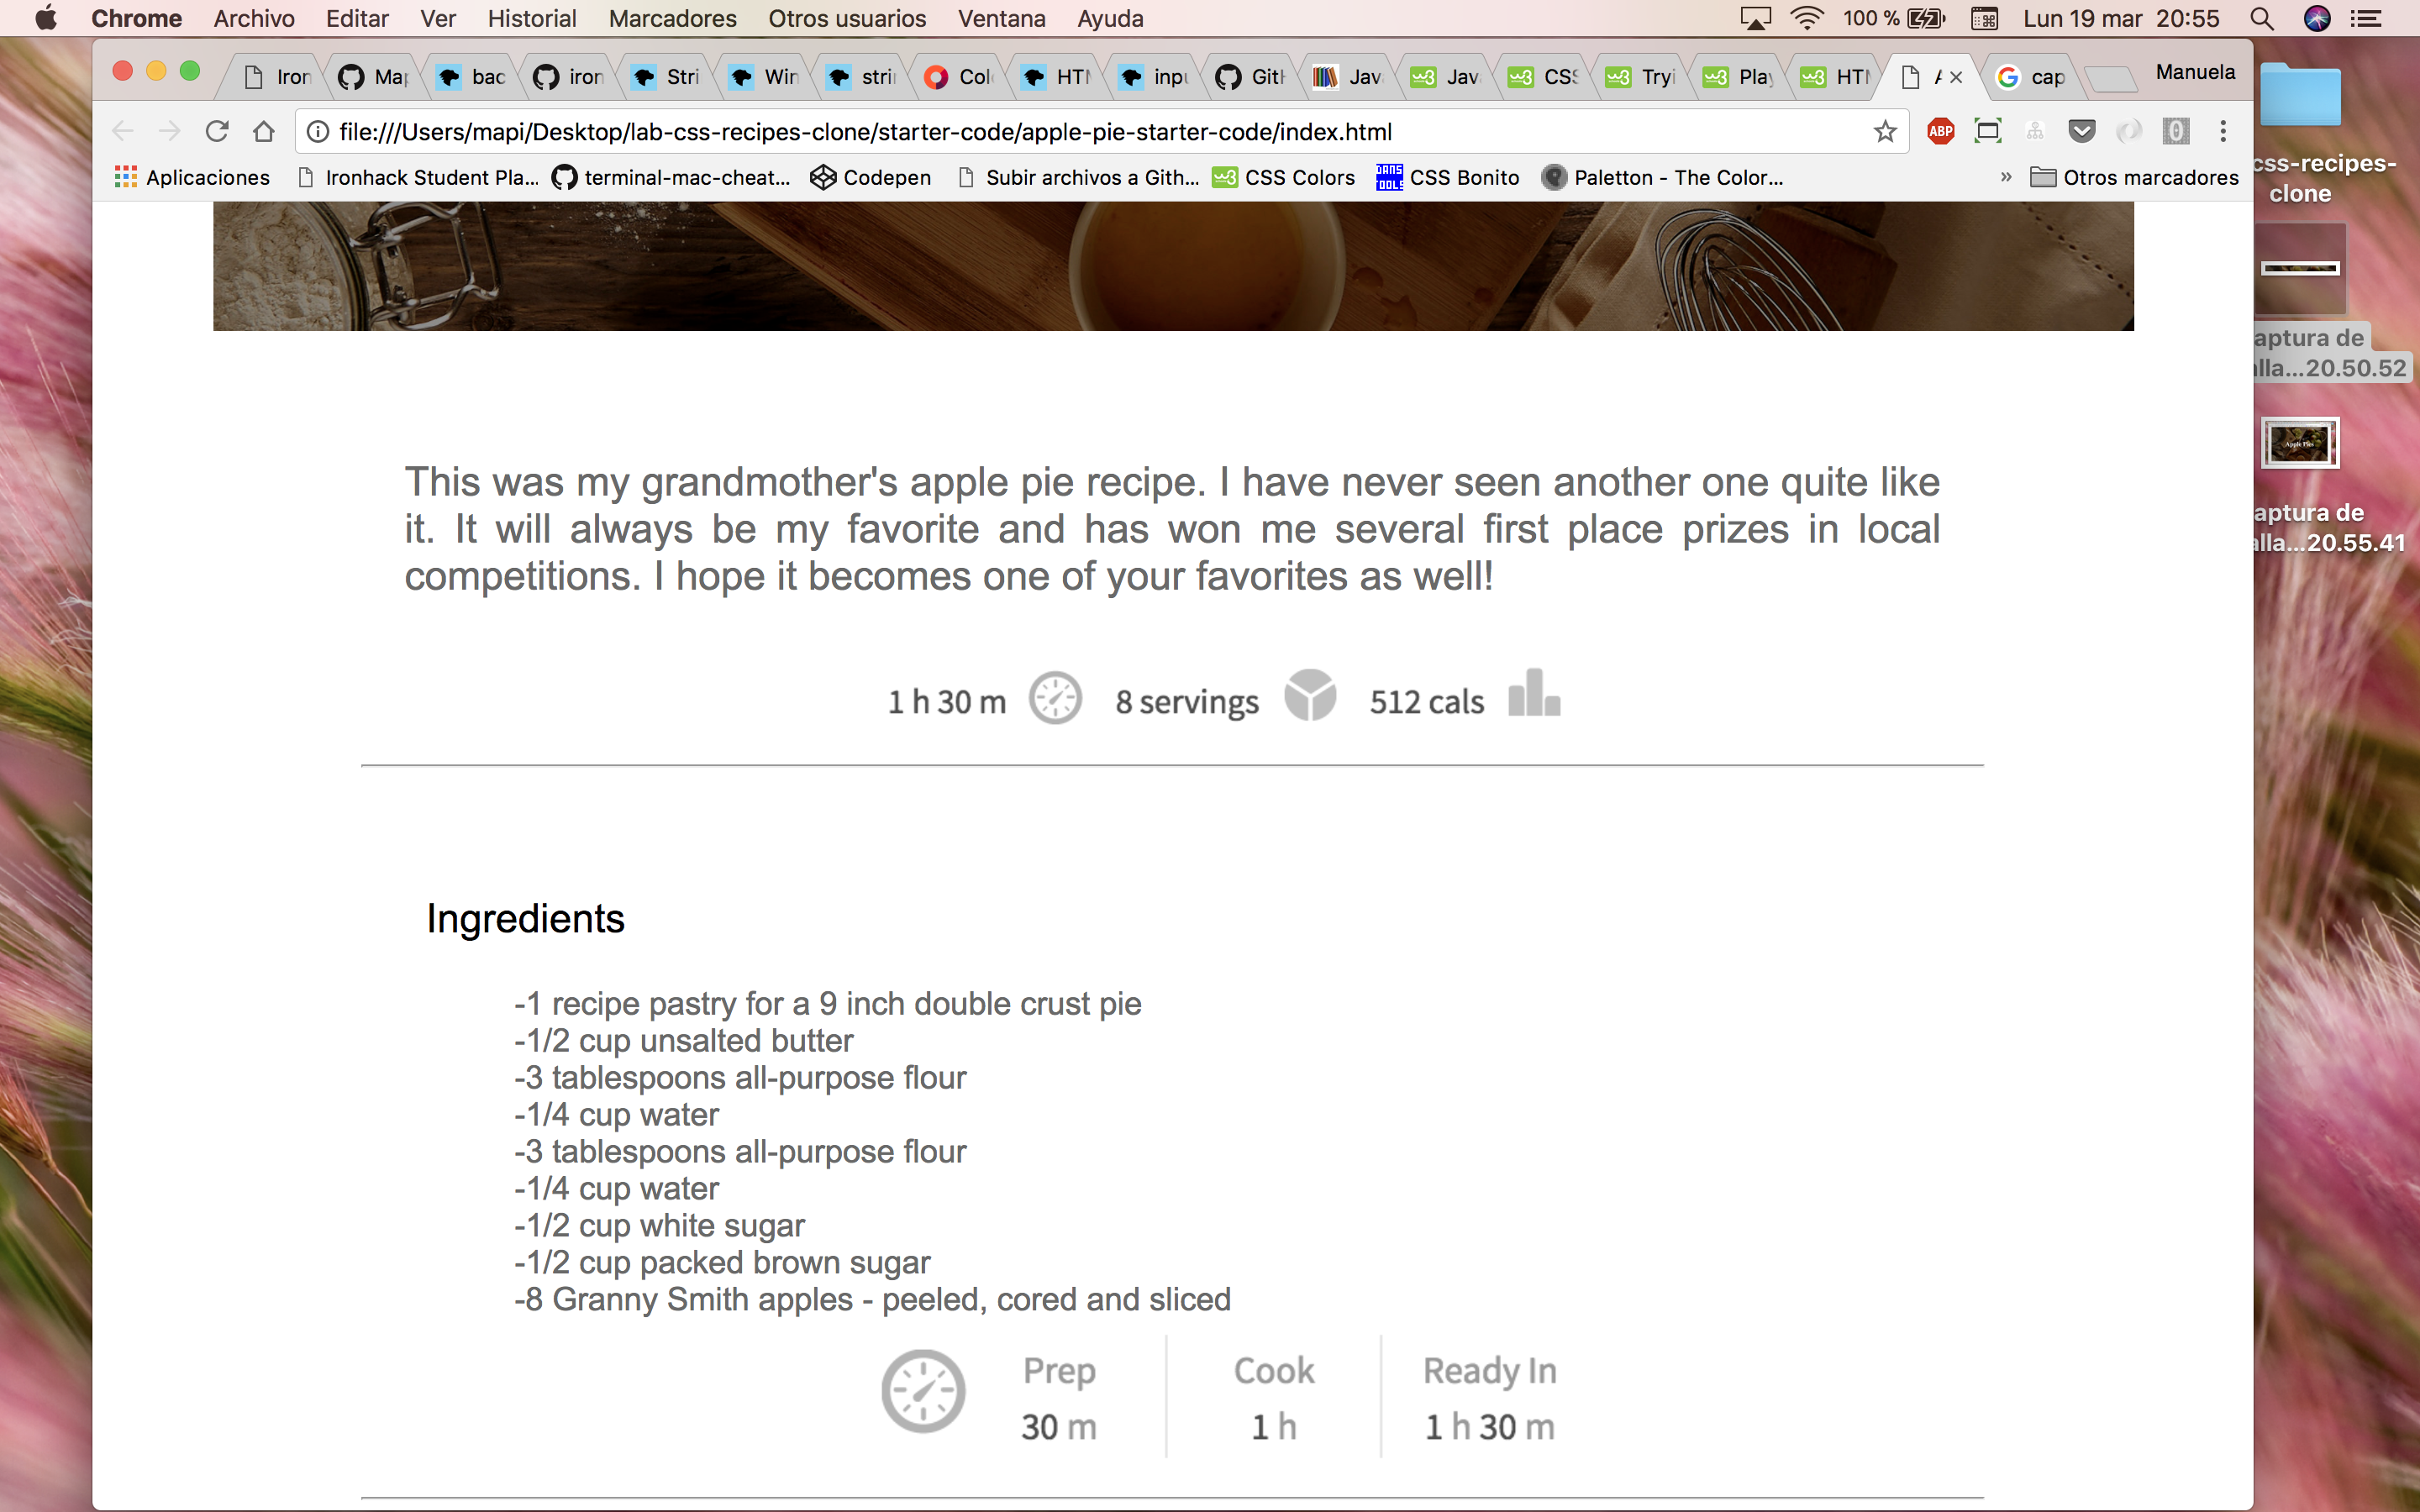 Chrome Archivo Editar Ver Historial Marcadores Otros usuarios Ventana Ayuda 100 % Lun 19 mar 20:55
Iron Map bac iron Stri Win stri Col HTM inpu GitH Jav Jav CSS Tryi Play HTM A cap Manuela
file:///Users/mapi/Desktop/lab-css-recipes-clone/starter-code/apple-pie-starter-code/index.html ABP
Aplicaciones Ironhack Student Pla... terminal-mac-cheat... Codepen Subir archivos a Gith... CSS Colors CSS Bonito Paletton - The Color... » Otros marcadores
css-recipes-
clone
aptura de
alla...20.50.52
aptura de
alla...20.55.41
This was my grandmother's apple pie recipe. I have never seen another one quite like
it. It will always be my favorite and has won me several first place prizes in local
competitions. I hope it becomes one of your favorites as well!
1 h 30 m 8 servings 512 cals
Ingredients
-1 recipe pastry for a 9 inch double crust pie
-1/2 cup unsalted butter
-3 tablespoons all-purpose flour
-1/4 cup water
-3 tablespoons all-purpose flour
-1/4 cup water
-1/2 cup white sugar
-1/2 cup packed brown sugar
-8 Granny Smith apples - peeled, cored and sliced
Prep Cook Ready In
30 m 1 h 1 h 30 m